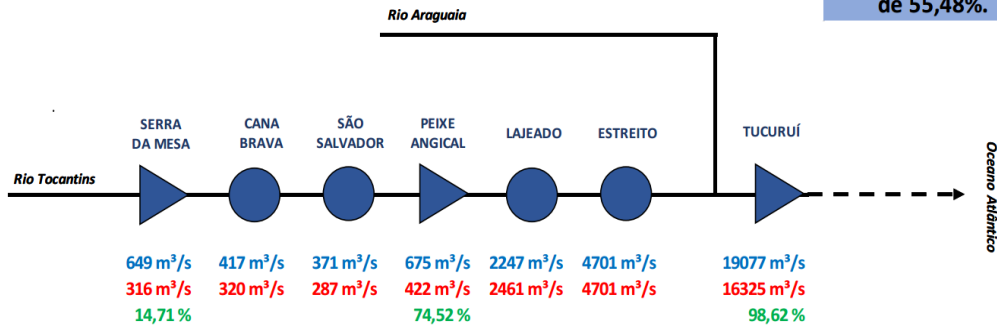 de 55,48%.
Rio Araguaia
SERRA
DA MESA
CANA
BRAVA
SÃO
SALVADOR
PEIXE
ANGICAL
LAJEADO
ESTREITO
TUCURUÍ
Rio Tocantins
Oceano Atlântico
649 m³/s 417 m³/s 371 m³/s 675 m³/s 2247 m³/s 4701 m³/s 19077 m³/s
316 m³/s 320 m³/s 287 m³/s 422 m³/s 2461 m³/s 4701 m³/s 16325 m³/s
14,71 % 74,52 % 98,62 %